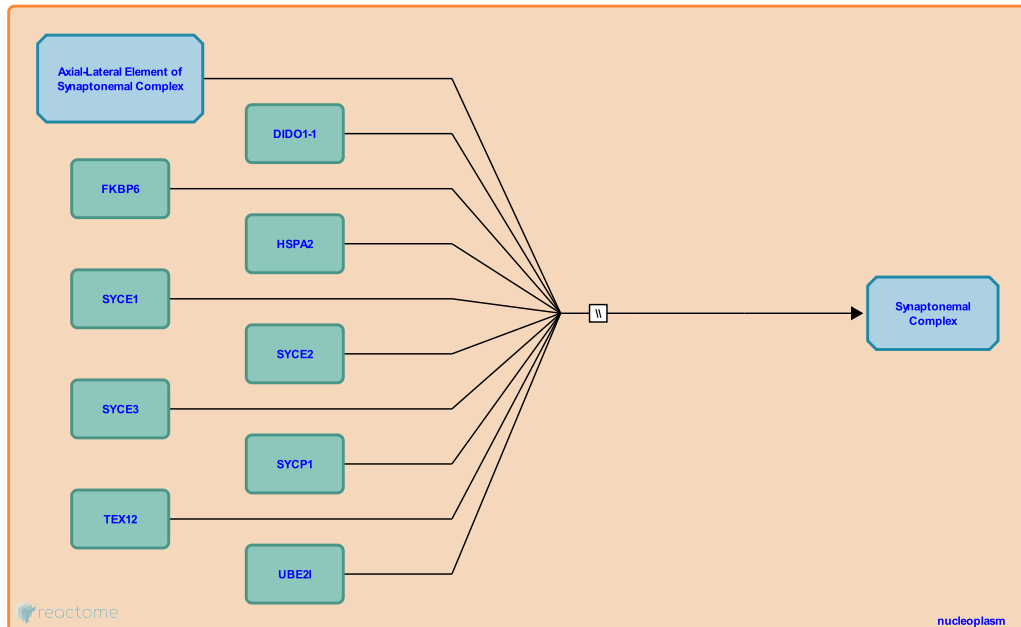 Axial-Lateral Element of
Synaptonemal Complex
DIDO1-1
FKBP6
HSPA2
SYCE1
\\
Synaptonemal
Complex
SYCE2
SYCE3
SYCP1
TEX12
UBE2I
reactome
nucleoplasm